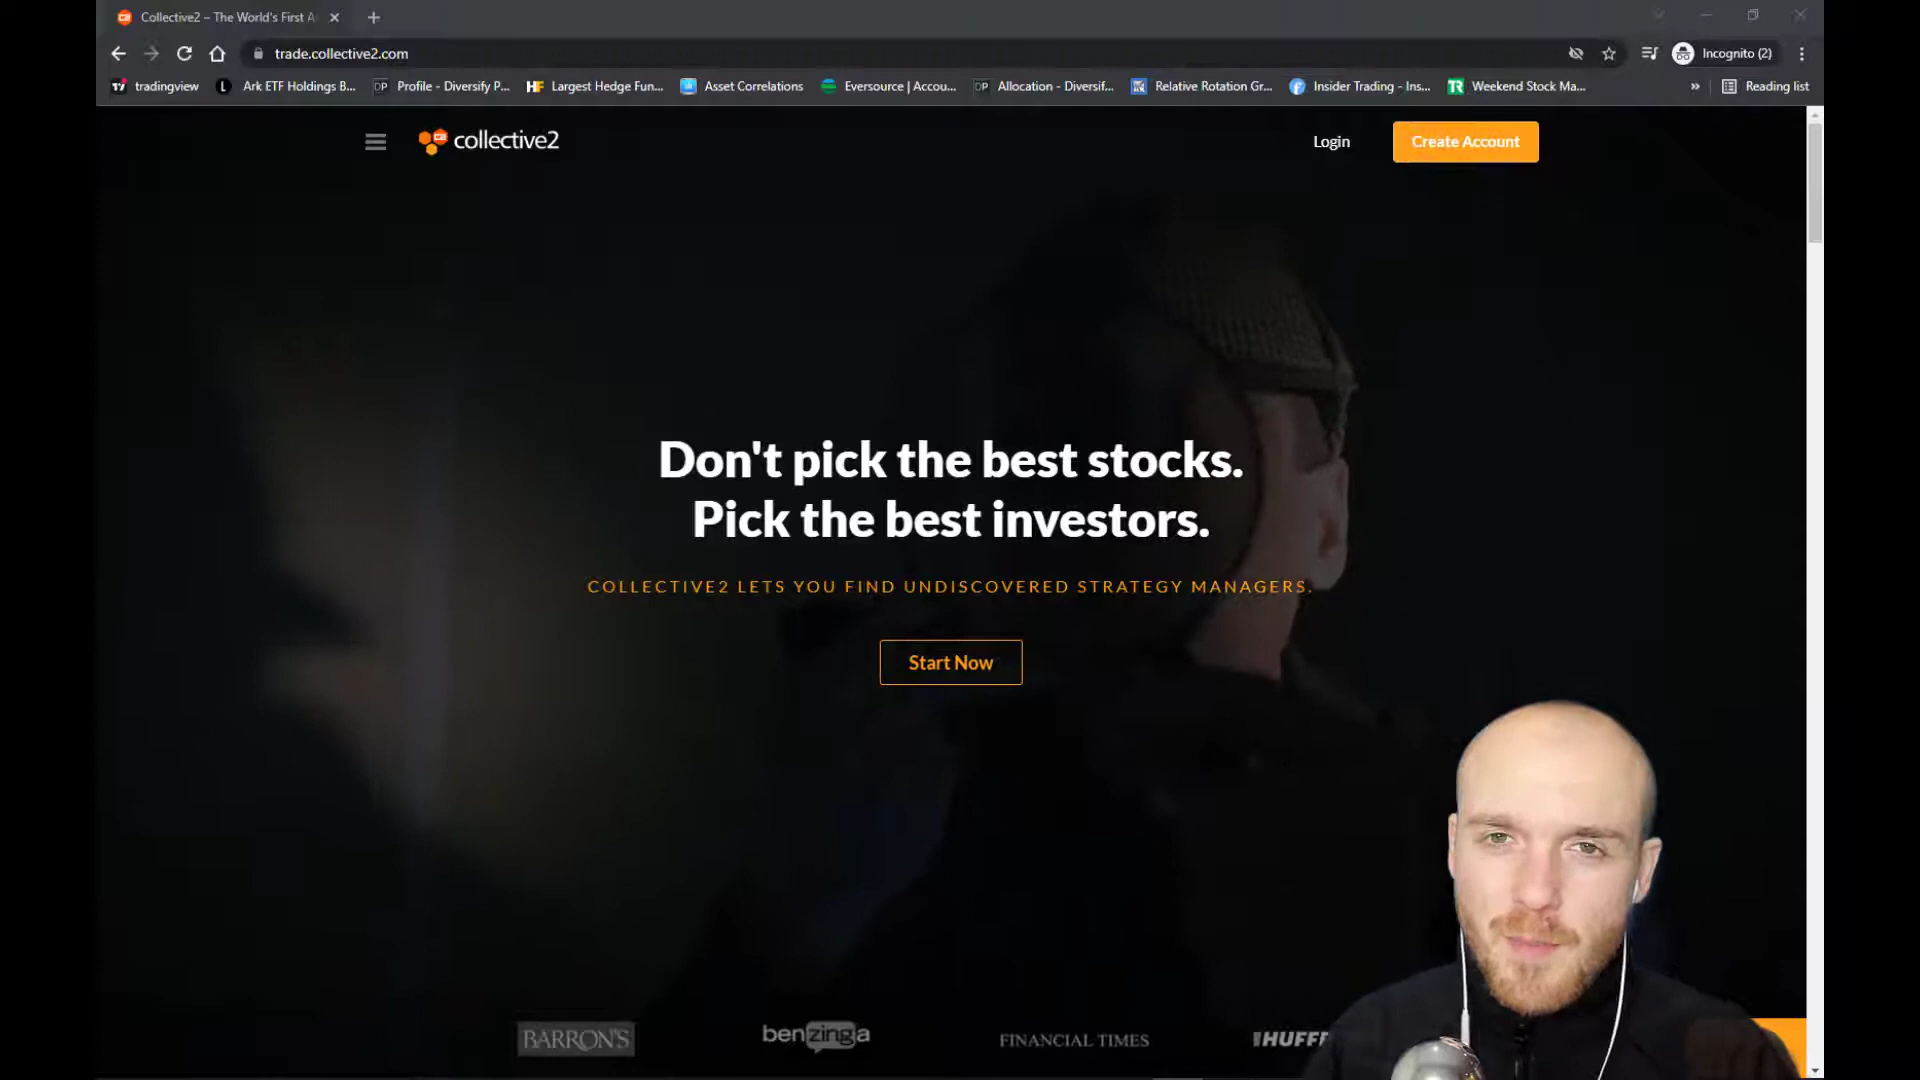 Collective2 – The World's First A
trade.collective2.com
Incognito (2)
tradingview
Ark ETF Holdings B...
Profile - Diversify P...
Largest Hedge Fun...
Asset Correlations
Eversource | Accou...
Allocation - Diversif...
Relative Rotation Gr...
Insider Trading - Ins...
Weekend Stock Ma...
»
Reading list
collective2
Login
Create Account
Don't pick the best stocks.
Pick the best investors.
COLLECTIVE2 LETS YOU FIND UNDISCOVERED STRATEGY MANAGERS.
Start Now
BARRON'S
benzinga
FINANCIAL TIMES